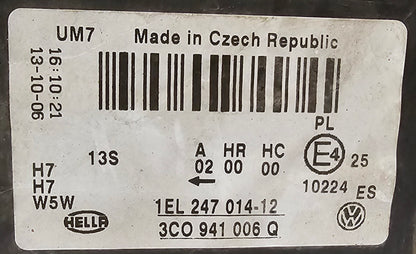 UM7 Made in Czech Republic
16:10:21
13-10-06
PL
13S
A HR HC
02 00 00
E4 25
10224 ES
H7
H7
W5W
HELLA
1EL 247 014-12
3C0 941 006 Q
VW